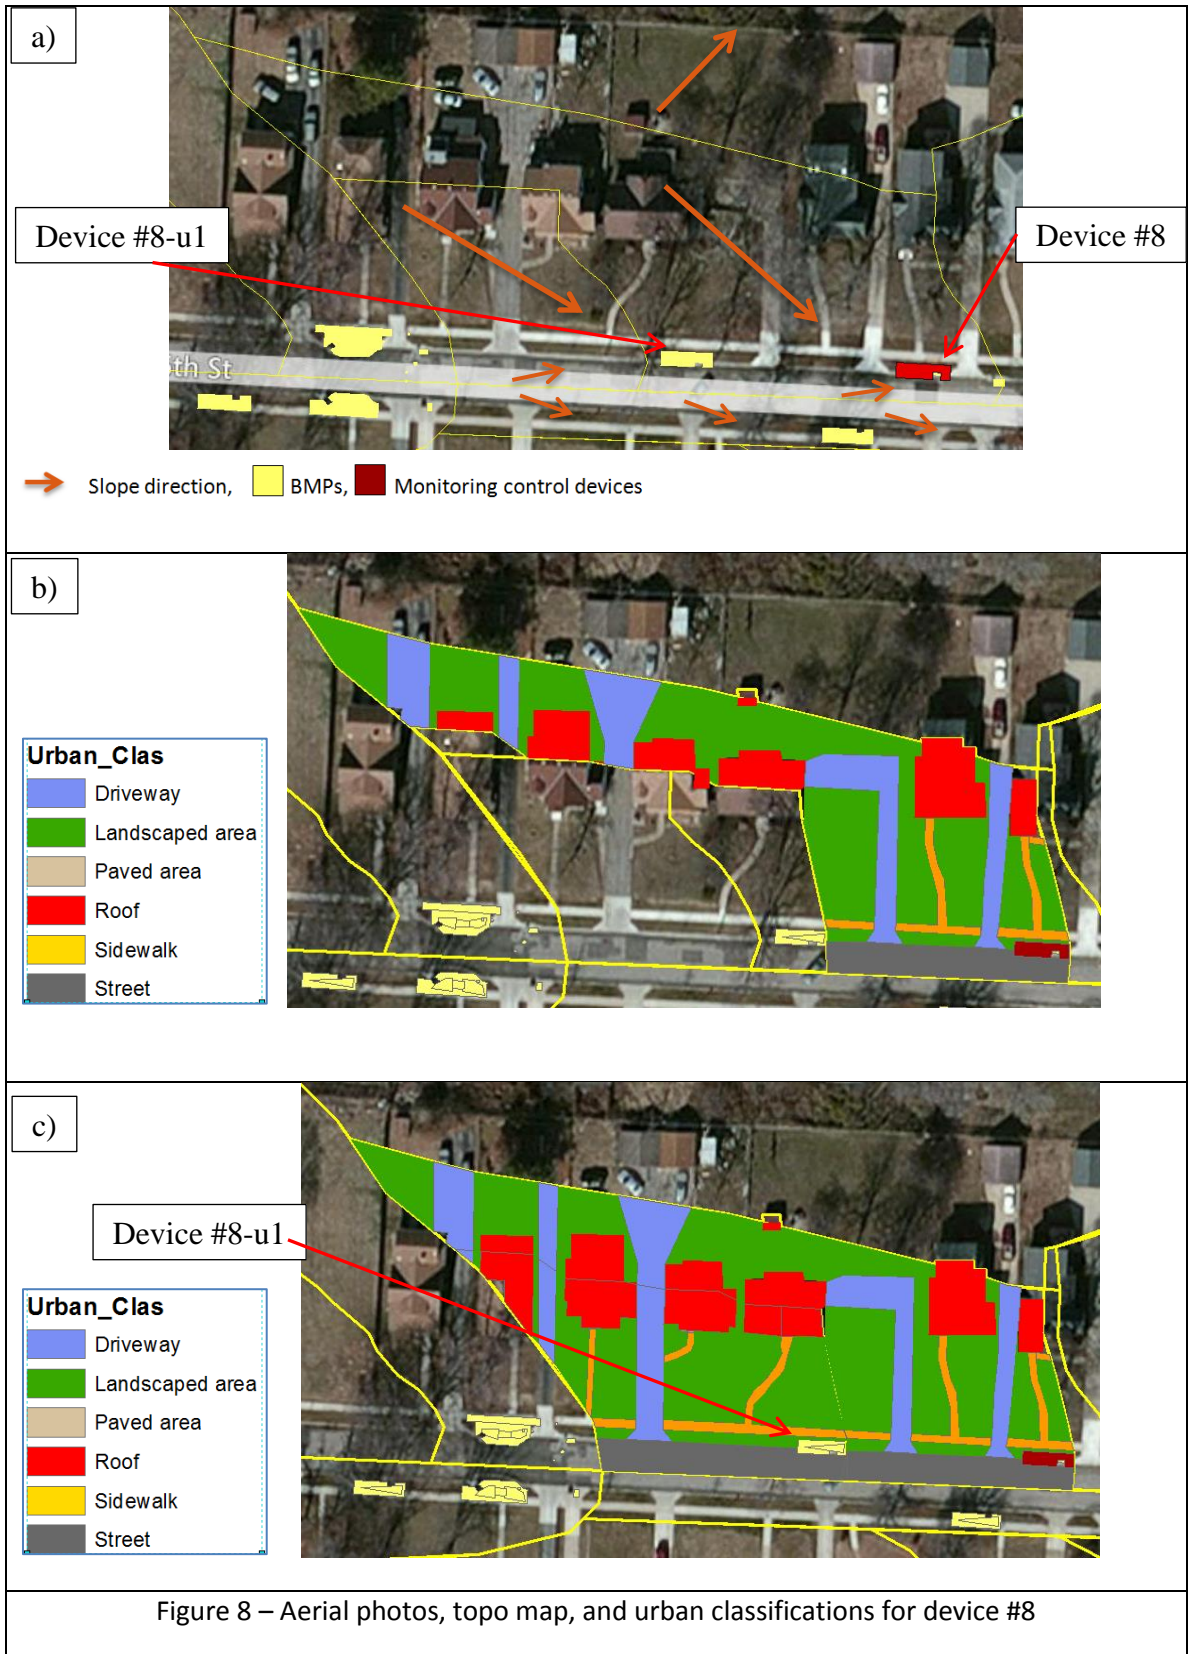 a)
Device #8-u1
Device #8
5th St
Slope direction, BMPs, Monitoring control devices
b)
Urban_Clas
Driveway
Landscaped area
Paved area
Roof
Sidewalk
Street
c)
Device #8-u1
Urban_Clas
Driveway
Landscaped area
Paved area
Roof
Sidewalk
Street
Figure 8 – Aerial photos, topo map, and urban classifications for device #8